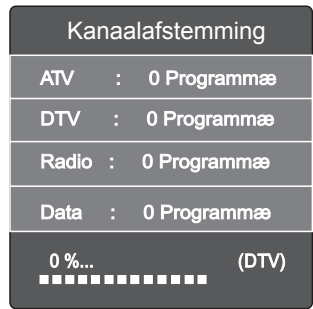 Kanaalafstemming
ATV : 0 Programmæ
DTV : 0 Programmæ
Radio : 0 Programmæ
Data : 0 Programmæ
0 %... (DTV)